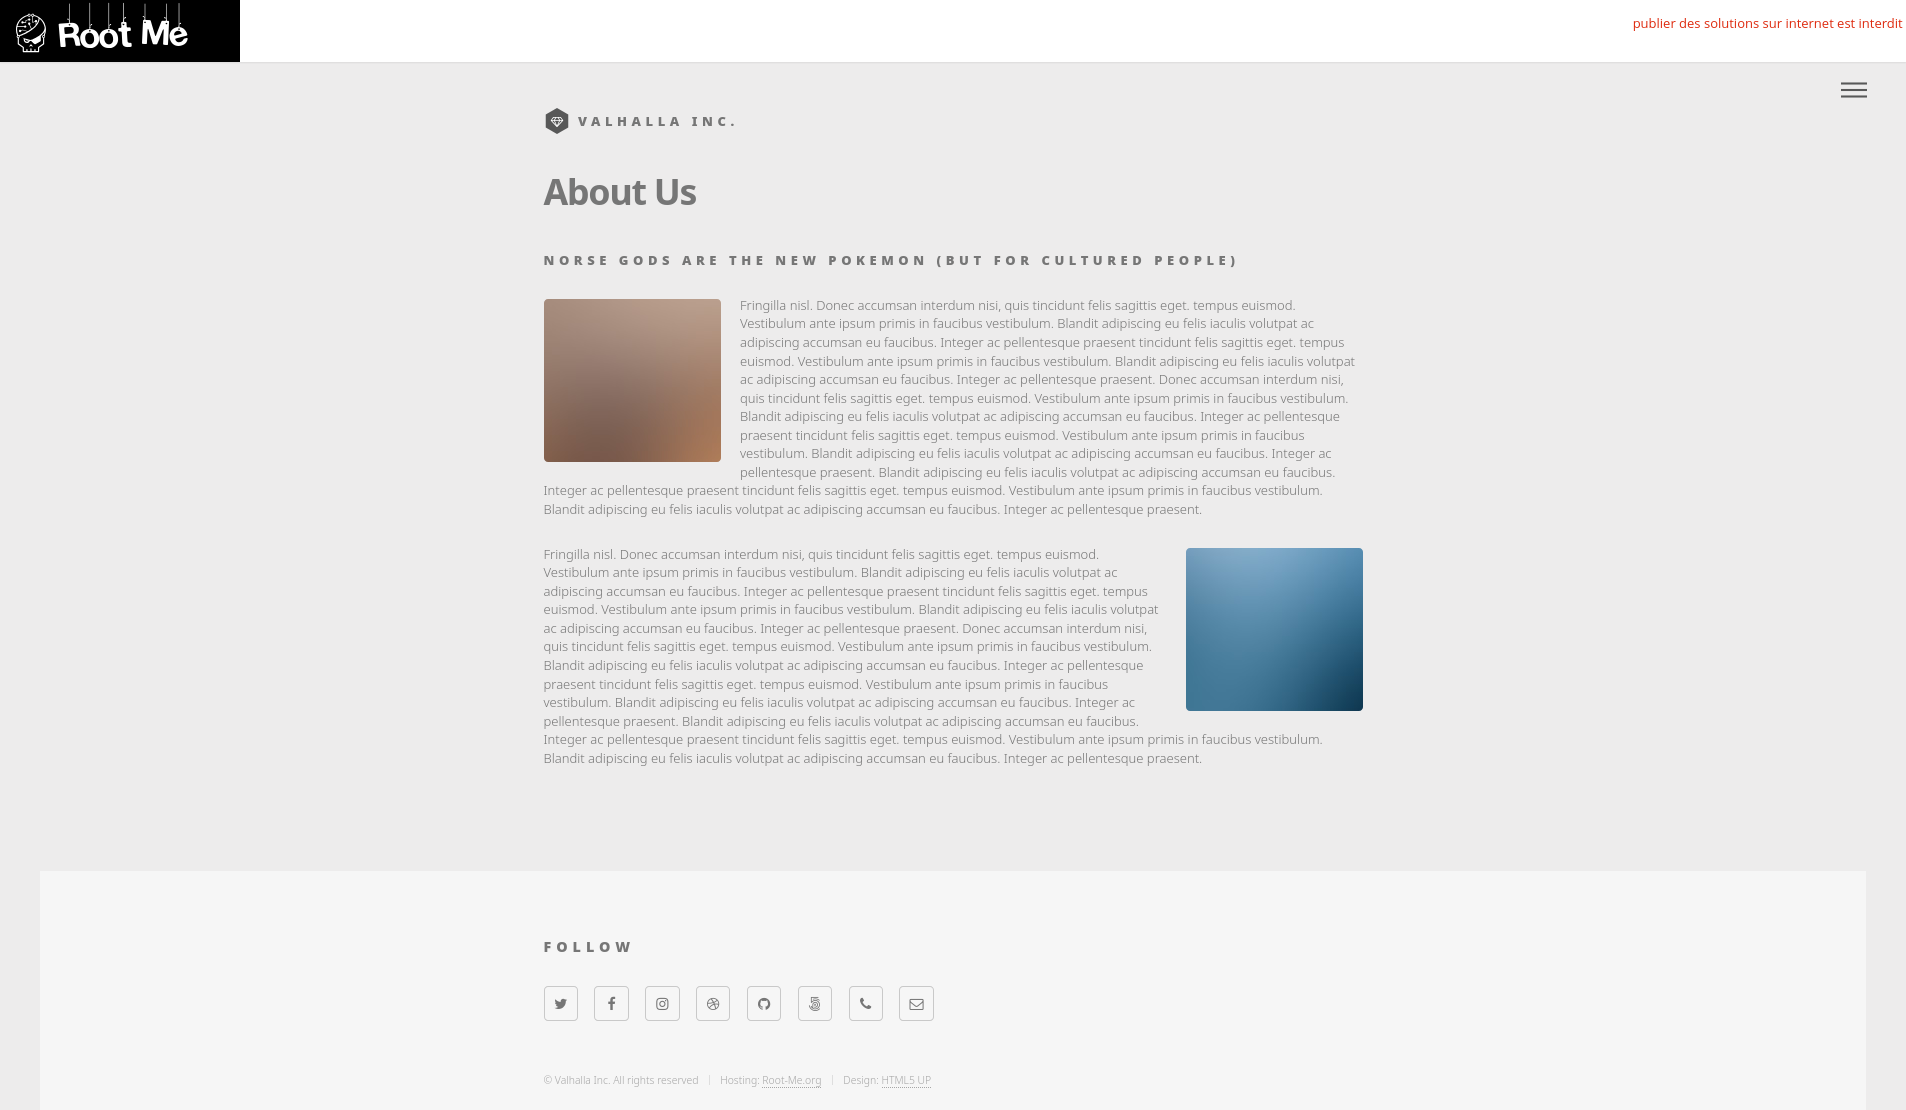 Root Me
publier des solutions sur internet est interdit
VALHALLA INC.
About Us
NORSE GODS ARE THE NEW POKEMON (BUT FOR CULTURED PEOPLE)
Fringilla nisl. Donec accumsan interdum nisi, quis tincidunt felis sagittis eget. tempus euismod.
Vestibulum ante ipsum primis in faucibus vestibulum. Blandit adipiscing eu felis iaculis volutpat ac
adipiscing accumsan eu faucibus. Integer ac pellentesque praesent tincidunt felis sagittis eget. tempus
euismod. Vestibulum ante ipsum primis in faucibus vestibulum. Blandit adipiscing eu felis iaculis volutpat
ac adipiscing accumsan eu faucibus. Integer ac pellentesque praesent. Donec accumsan interdum nisi,
quis tincidunt felis sagittis eget. tempus euismod. Vestibulum ante ipsum primis in faucibus vestibulum.
Blandit adipiscing eu felis iaculis volutpat ac adipiscing accumsan eu faucibus. Integer ac pellentesque
praesent tincidunt felis sagittis eget. tempus euismod. Vestibulum ante ipsum primis in faucibus
vestibulum. Blandit adipiscing eu felis iaculis volutpat ac adipiscing accumsan eu faucibus. Integer ac
pellentesque praesent. Blandit adipiscing eu felis iaculis volutpat ac adipiscing accumsan eu faucibus.
Integer ac pellentesque praesent tincidunt felis sagittis eget. tempus euismod. Vestibulum ante ipsum primis in faucibus vestibulum.
Blandit adipiscing eu felis iaculis volutpat ac adipiscing accumsan eu faucibus. Integer ac pellentesque praesent.
Fringilla nisl. Donec accumsan interdum nisi, quis tincidunt felis sagittis eget. tempus euismod.
Vestibulum ante ipsum primis in faucibus vestibulum. Blandit adipiscing eu felis iaculis volutpat ac
adipiscing accumsan eu faucibus. Integer ac pellentesque praesent tincidunt felis sagittis eget. tempus
euismod. Vestibulum ante ipsum primis in faucibus vestibulum. Blandit adipiscing eu felis iaculis volutpat
ac adipiscing accumsan eu faucibus. Integer ac pellentesque praesent. Donec accumsan interdum nisi,
quis tincidunt felis sagittis eget. tempus euismod. Vestibulum ante ipsum primis in faucibus vestibulum.
Blandit adipiscing eu felis iaculis volutpat ac adipiscing accumsan eu faucibus. Integer ac pellentesque
praesent tincidunt felis sagittis eget. tempus euismod. Vestibulum ante ipsum primis in faucibus
vestibulum. Blandit adipiscing eu felis iaculis volutpat ac adipiscing accumsan eu faucibus. Integer ac
pellentesque praesent. Blandit adipiscing eu felis iaculis volutpat ac adipiscing accumsan eu faucibus.
Integer ac pellentesque praesent tincidunt felis sagittis eget. tempus euismod. Vestibulum ante ipsum primis in faucibus vestibulum.
Blandit adipiscing eu felis iaculis volutpat ac adipiscing accumsan eu faucibus. Integer ac pellentesque praesent.
FOLLOW
© Valhalla Inc. All rights reserved Hosting: Root-Me.org Design: HTML5 UP